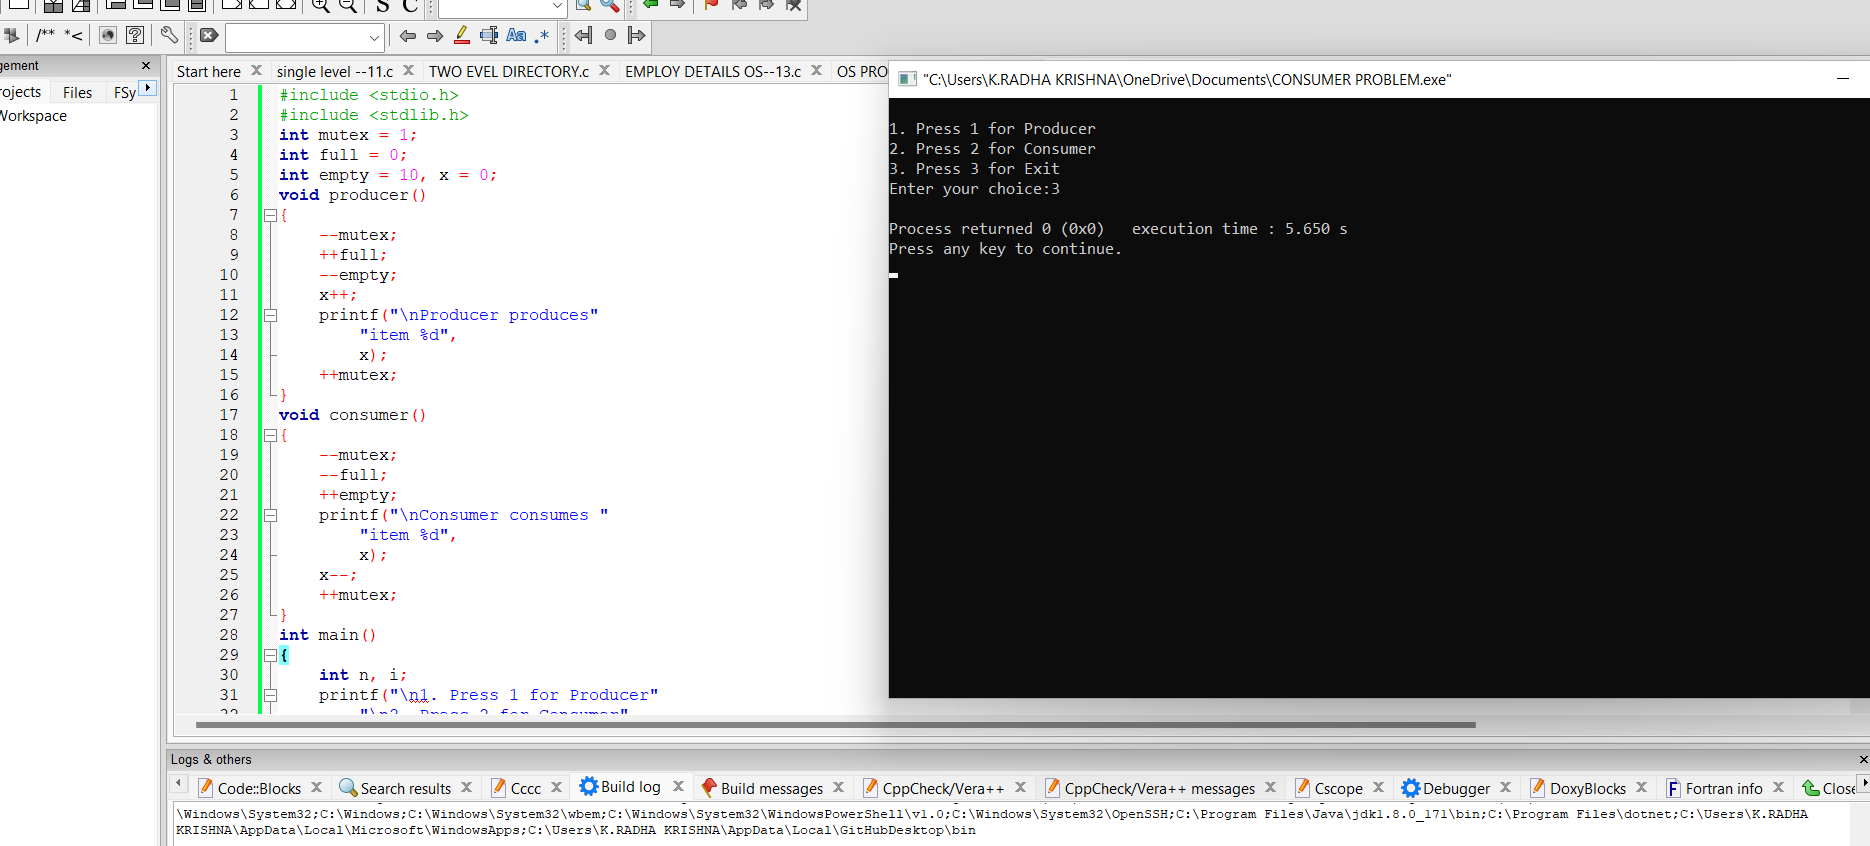 S C
/** *<
Aa .*
gement
Start here single level --11.c TWO EVEL DIRECTORY.c EMPLOY DETAILS OS--13.c OS PRO
ojects Files FSy
Workspace
1 #include <stdio.h>
2 #include <stdlib.h>
3 int mutex = 1;
4 int full = 0;
5 int empty = 10, x = 0;
6 void producer()
7 {
8 --mutex;
9 ++full;
10 --empty;
11 x++;
12 printf("\nProducer produces"
13 "item %d",
14 x);
15 ++mutex;
16 }
17 void consumer()
18 {
19 --mutex;
20 --full;
21 ++empty;
22 printf("\nConsumer consumes "
23 "item %d",
24 x);
25 x--;
26 ++mutex;
27 }
28 int main()
29 {
30 int n, i;
31 printf("\n1. Press 1 for Producer"
32 "\n2. Press 2 for Consumer"
"C:\Users\K.RADHA KRISHNA\OneDrive\Documents\CONSUMER PROBLEM.exe"
1. Press 1 for Producer
2. Press 2 for Consumer
3. Press 3 for Exit
Enter your choice:3
Process returned 0 (0x0) execution time : 5.650 s
Press any key to continue.
Logs & others
Code::Blocks Search results Cccc Build log Build messages CppCheck/Vera++ CppCheck/Vera++ messages Cscope Debugger DoxyBlocks Fortran info Close
\Windows\System32;C:\Windows;C:\Windows\System32\wbem;C:\Windows\System32\WindowsPowerShell\v1.0;C:\Windows\System32\OpenSSH;C:\Program Files\Java\jdk1.8.0_171\bin;C:\Program Files\dotnet;C:\Users\K.RADHA
KRISHNA\AppData\Local\Microsoft\WindowsApps;C:\Users\K.RADHA KRISHNA\AppData\Local\GitHubDesktop\bin